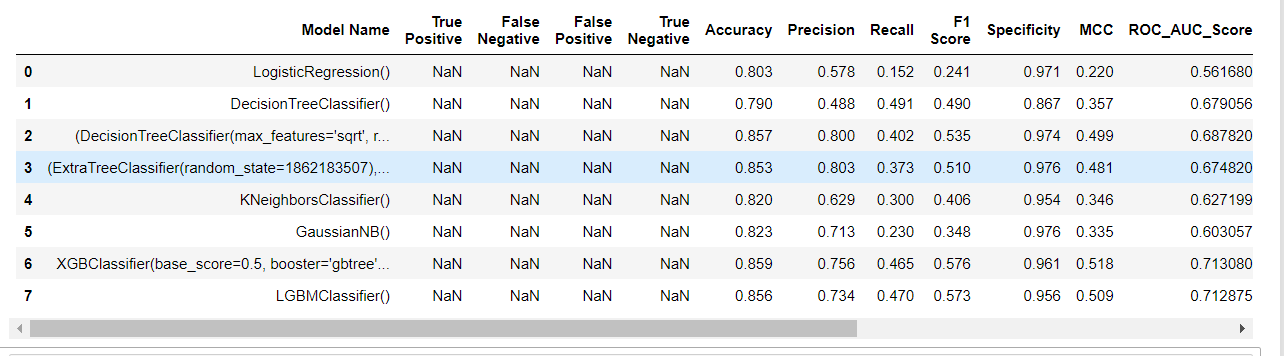 Model Name True Positive False Negative False Positive True Negative Accuracy Precision Recall F1 Score Specificity MCC ROC_AUC_Score
0 LogisticRegression() NaN NaN NaN NaN 0.803 0.578 0.152 0.241 0.971 0.220 0.561680
1 DecisionTreeClassifier() NaN NaN NaN NaN 0.790 0.488 0.491 0.490 0.867 0.357 0.679056
2 (DecisionTreeClassifier(max_features='sqrt', r... NaN NaN NaN NaN 0.857 0.800 0.402 0.535 0.974 0.499 0.687820
3 (ExtraTreeClassifier(random_state=1862183507),... NaN NaN NaN NaN 0.853 0.803 0.373 0.510 0.976 0.481 0.674820
4 KNeighborsClassifier() NaN NaN NaN NaN 0.820 0.629 0.300 0.406 0.954 0.346 0.627199
5 GaussianNB() NaN NaN NaN NaN 0.823 0.713 0.230 0.348 0.976 0.335 0.603057
6 XGBClassifier(base_score=0.5, booster='gbtree'... NaN NaN NaN NaN 0.859 0.756 0.465 0.576 0.961 0.518 0.713080
7 LGBMClassifier() NaN NaN NaN NaN 0.856 0.734 0.470 0.573 0.956 0.509 0.712875